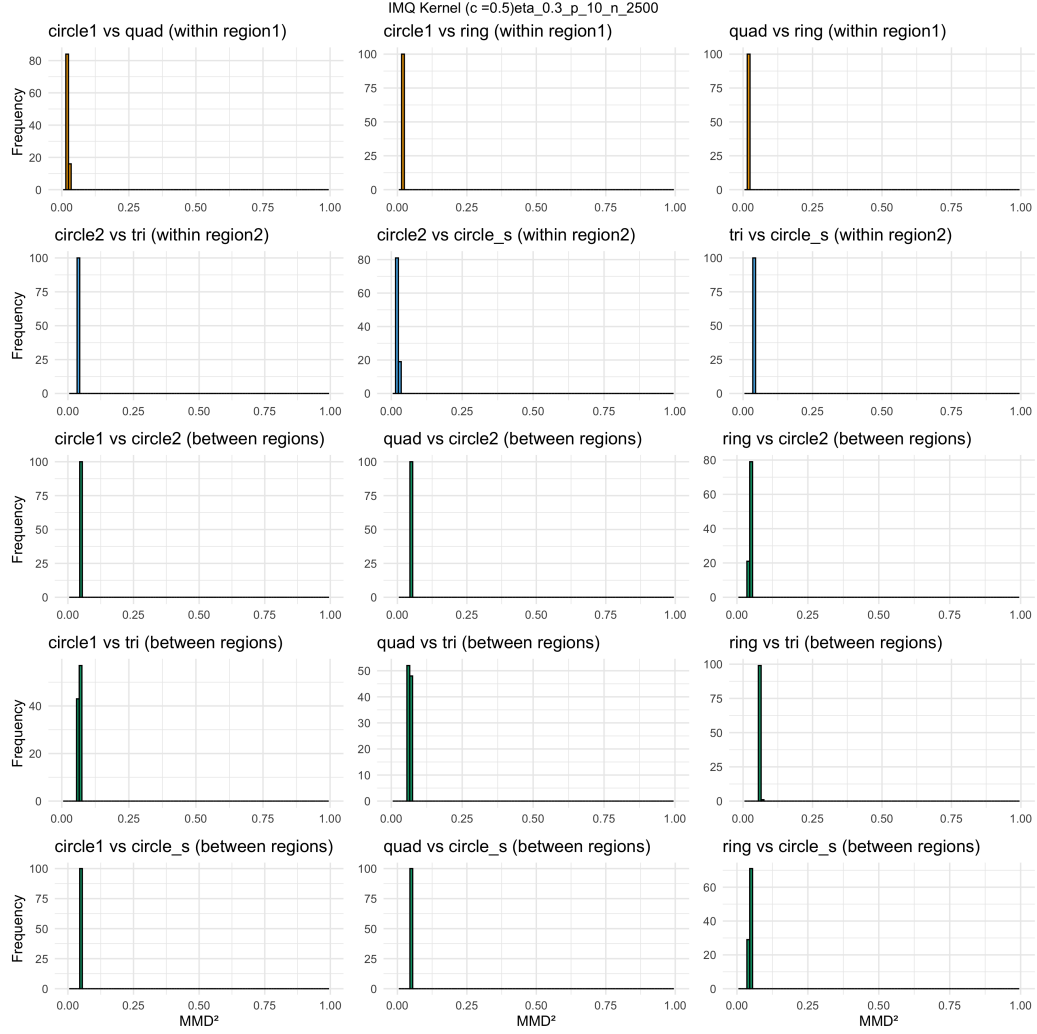 IMQ Kernel (c =0.5)eta_0.3_p_10_n_2500
circle1 vs quad (within region1)
circle1 vs ring (within region1)
quad vs ring (within region1)
Frequency
80
60
40
20
0
100
75
50
25
0
100
75
50
25
0
0.00 0.25 0.50 0.75 1.00
0.00 0.25 0.50 0.75 1.00
0.00 0.25 0.50 0.75 1.00
circle2 vs tri (within region2)
circle2 vs circle_s (within region2)
tri vs circle_s (within region2)
Frequency
100
75
50
25
0
80
60
40
20
0
100
75
50
25
0
0.00 0.25 0.50 0.75 1.00
0.00 0.25 0.50 0.75 1.00
0.00 0.25 0.50 0.75 1.00
circle1 vs circle2 (between regions)
quad vs circle2 (between regions)
ring vs circle2 (between regions)
Frequency
100
75
50
25
0
100
75
50
25
0
80
60
40
20
0
0.00 0.25 0.50 0.75 1.00
0.00 0.25 0.50 0.75 1.00
0.00 0.25 0.50 0.75 1.00
circle1 vs tri (between regions)
quad vs tri (between regions)
ring vs tri (between regions)
Frequency
40
20
0
50
40
30
20
10
0
100
75
50
25
0
0.00 0.25 0.50 0.75 1.00
0.00 0.25 0.50 0.75 1.00
0.00 0.25 0.50 0.75 1.00
circle1 vs circle_s (between regions)
quad vs circle_s (between regions)
ring vs circle_s (between regions)
Frequency
100
75
50
25
0
100
75
50
25
0
60
40
20
0
0.00 0.25 0.50 0.75 1.00
0.00 0.25 0.50 0.75 1.00
0.00 0.25 0.50 0.75 1.00
MMD²
MMD²
MMD²